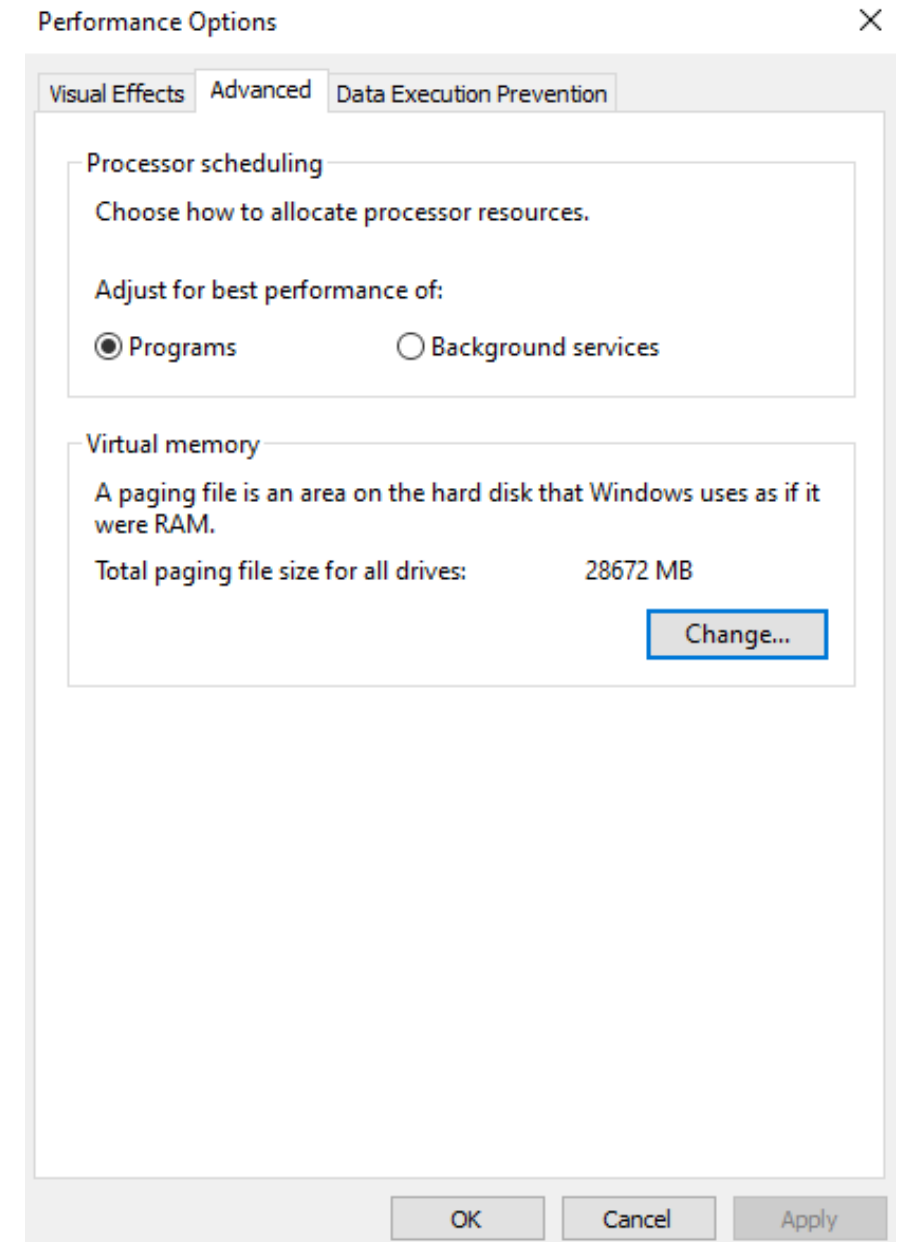 Performance Options
Visual Effects Advanced Data Execution Prevention
Processor scheduling
Choose how to allocate processor resources.
Adjust for best performance of:
Programs Background services
Virtual memory
A paging file is an area on the hard disk that Windows uses as if it
were RAM.
Total paging file size for all drives: 28672 MB
Change...
OK Cancel Apply